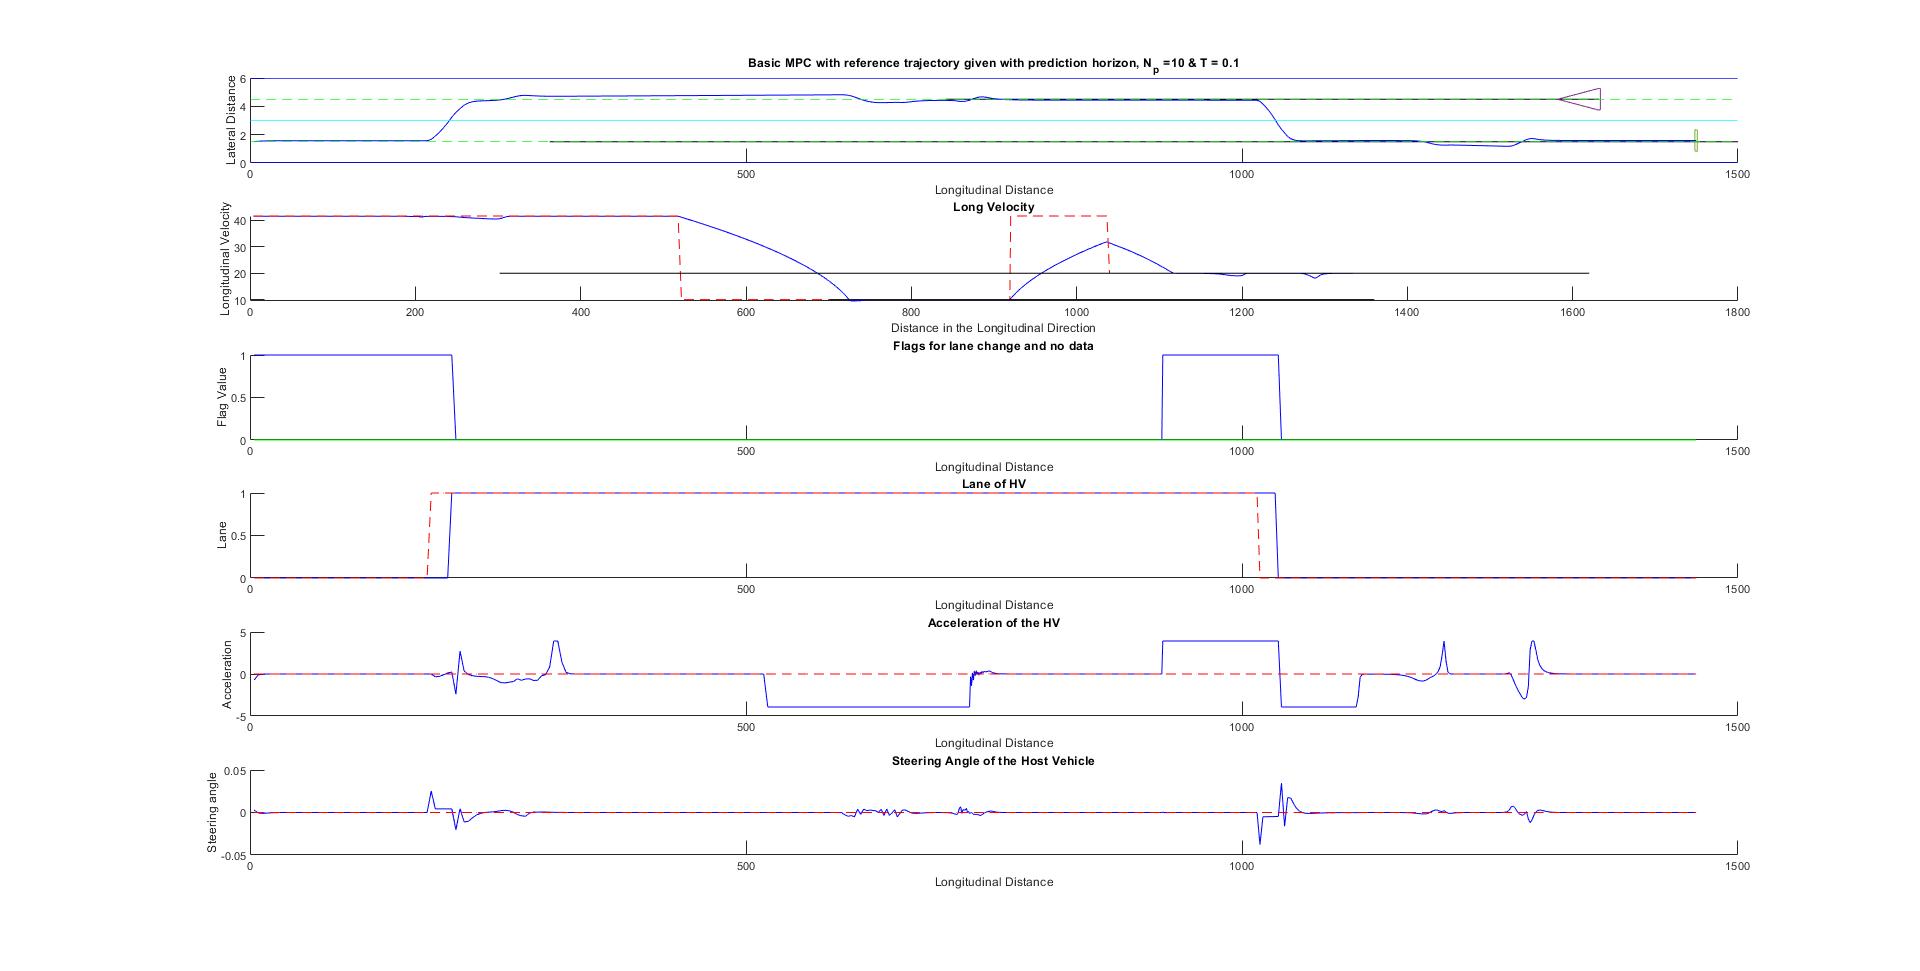 Basic MPC with reference trajectory given with prediction horizon, Np =10 & T = 0.1
Lateral Distance
6
4
2
0
0 500 1000 1500
Longitudinal Distance
Long Velocity
Longitudinal Velocity
40
30
20
10
0 200 400 600 800 1000 1200 1400 1600 1800
Distance in the Longitudinal Direction
Flags for lane change and no data
Flag Value
1
0.5
0
0 500 1000 1500
Longitudinal Distance
Lane of HV
Lane
1
0.5
0
0 500 1000 1500
Longitudinal Distance
Acceleration of the HV
Acceleration
5
0
-5
0 500 1000 1500
Longitudinal Distance
Steering Angle of the Host Vehicle
Steering angle
0.05
0
-0.05
0 500 1000 1500
Longitudinal Distance